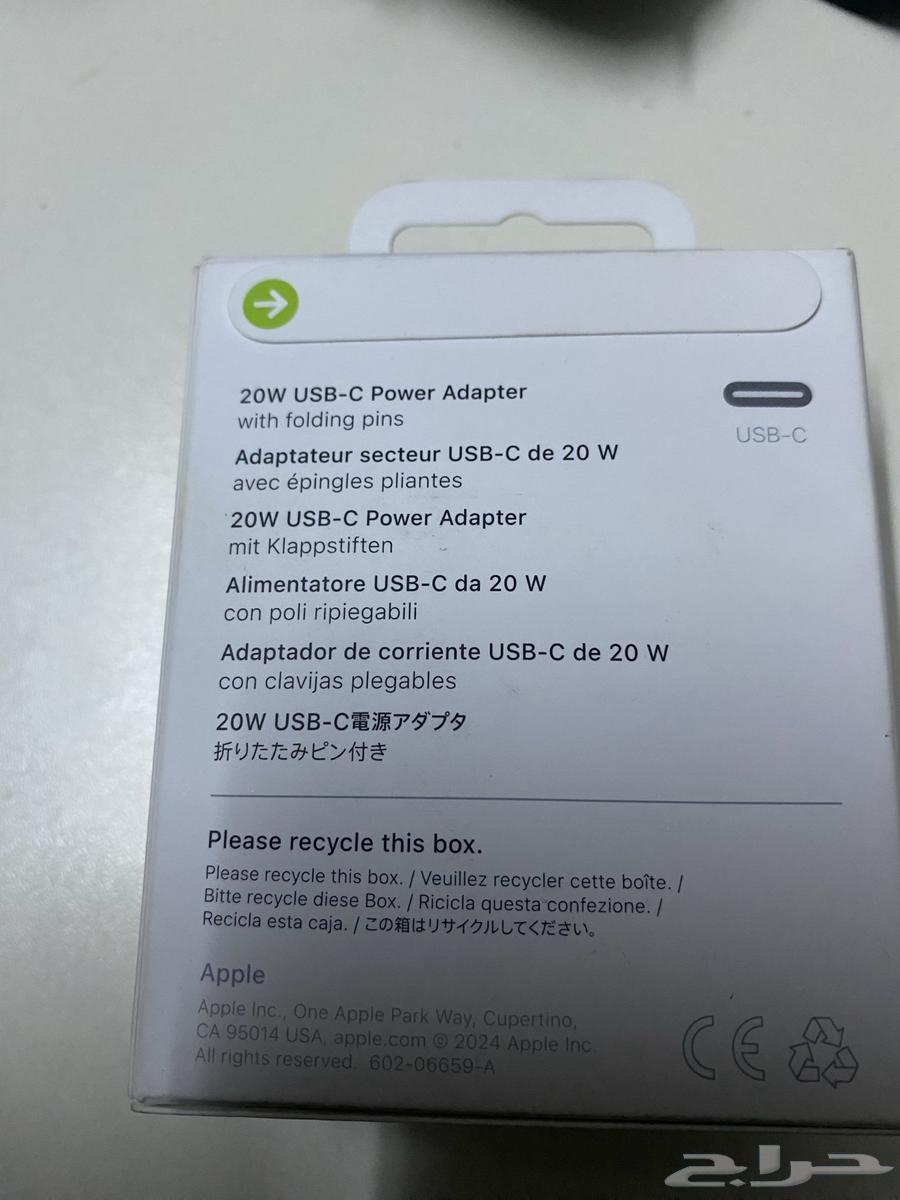 20W USB-C Power Adapter
with folding pins
USB-C
Adaptateur secteur USB-C de 20 W
avec épingles pliantes
20W USB-C Power Adapter
mit Klappstiften
Alimentatore USB-C da 20 W
con poli ripiegabili
Adaptador de corriente USB-C de 20 W
con clavijas plegables
20W USB-C電源アダプタ
折りたたみピン付き
Please recycle this box.
Please recycle this box. / Veuillez recycler cette boîte. /
Bitte recycle diese Box. / Ricicla questa confezione. /
Recicla esta caja. / この箱はリサイクルしてください。
Apple
Apple Inc., One Apple Park Way, Cupertino,
CA 95014 USA, apple.com © 2024 Apple Inc.
All rights reserved. 602-06659-A
CE
حراج